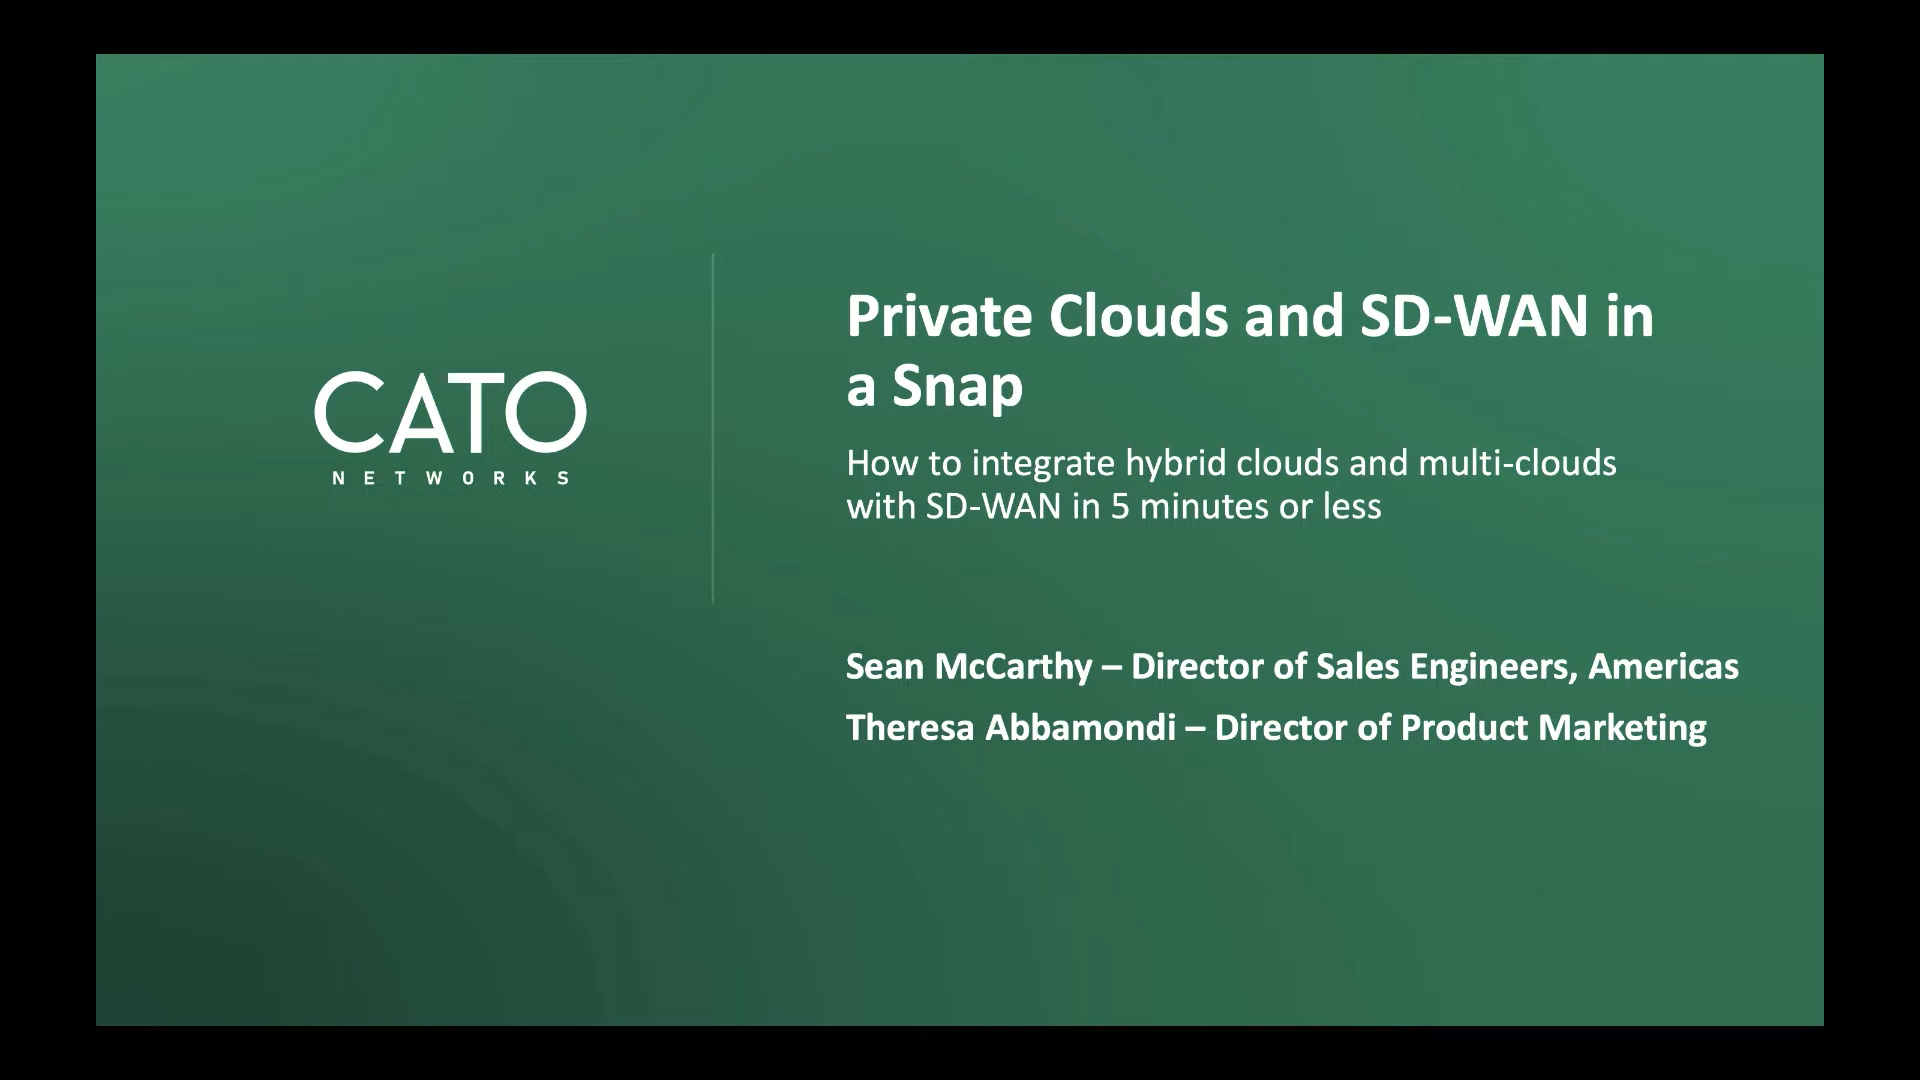 CATO
NETWORKS
Private Clouds and SD-WAN in
a Snap
How to integrate hybrid clouds and multi-clouds
with SD-WAN in 5 minutes or less
Sean McCarthy – Director of Sales Engineers, Americas
Theresa Abbamondi – Director of Product Marketing